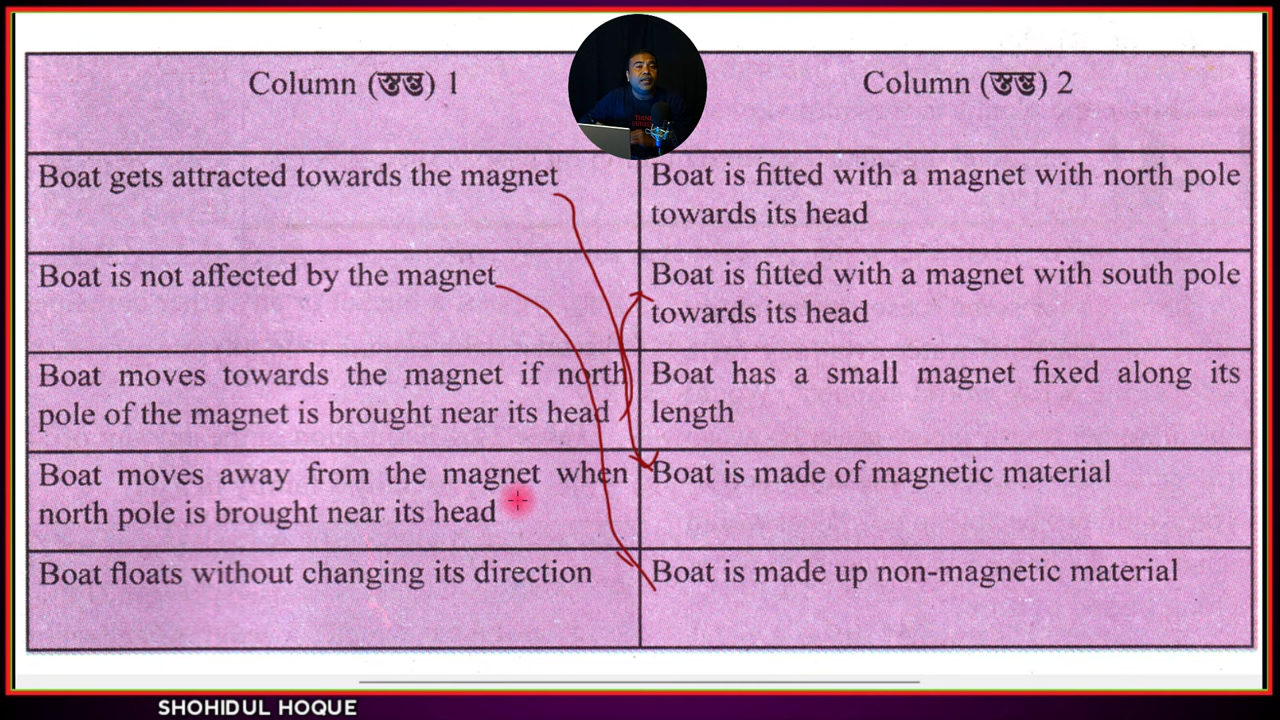 Column (স্তম্ভ) 1
Column (স্তম্ভ) 2
Boat gets attracted towards the magnet
Boat is fitted with a magnet with north pole
towards its head
Boat is not affected by the magnet
Boat is fitted with a magnet with south pole
towards its head
Boat moves towards the magnet if north
pole of the magnet is brought near its head
Boat has a small magnet fixed along its
length
Boat moves away from the magnet when
north pole is brought near its head
Boat is made of magnetic material
Boat floats without changing its direction
Boat is made up non-magnetic material
SHOHIDUL HOQUE